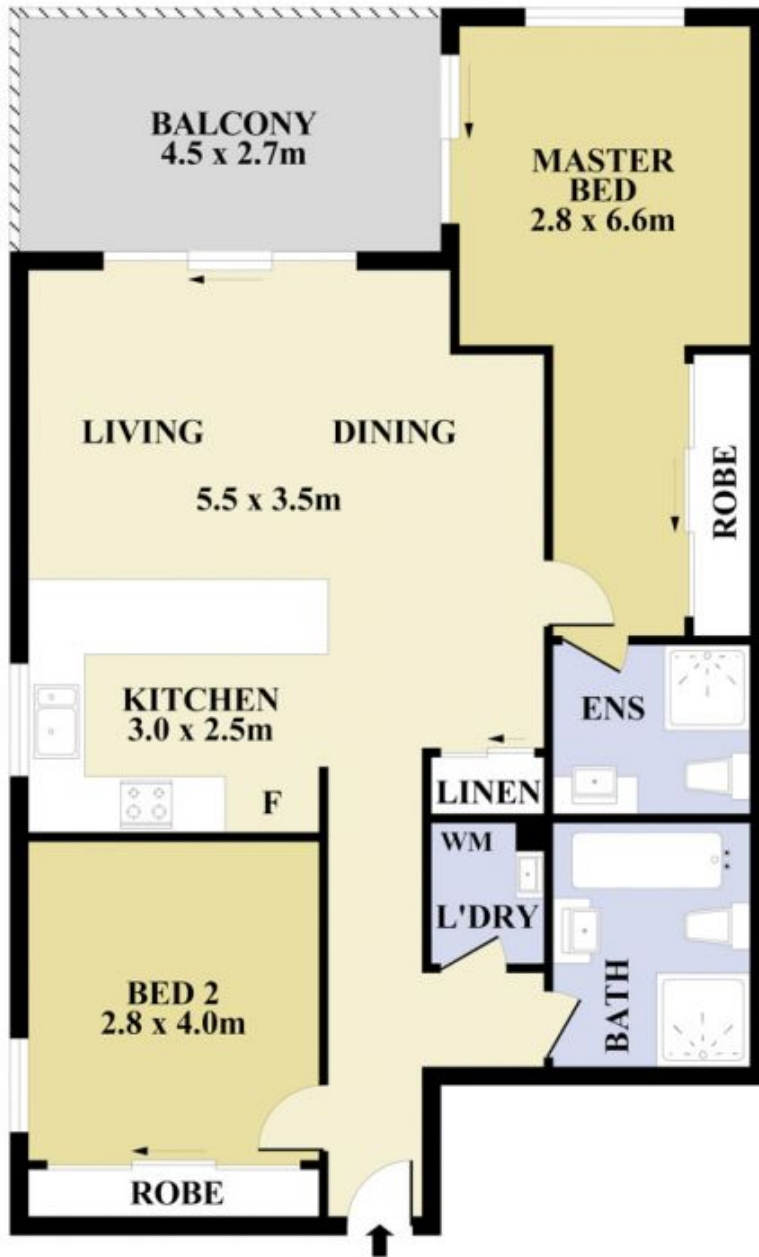 BALCONY
4.5 x 2.7m
MASTER
BED
2.8 x 6.6m
LIVING
DINING
5.5 x 3.5m
ROBE
KITCHEN
3.0 x 2.5m
F
ENS
LINEN
WM
L'DRY
BATH
BED 2
2.8 x 4.0m
ROBE